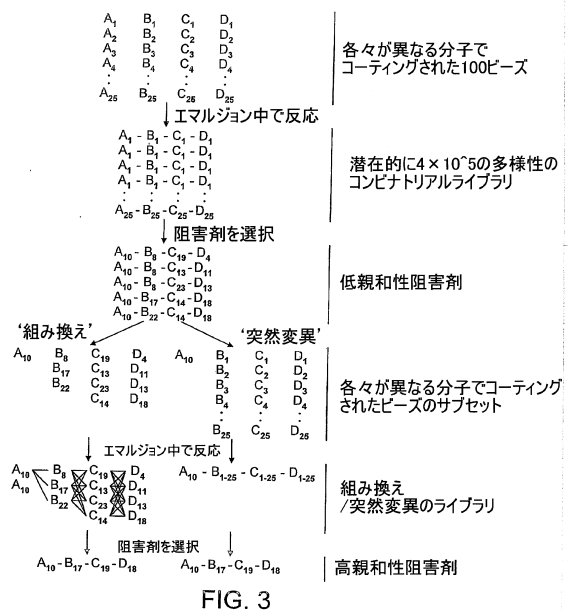 A1 B1 C1 D1
A2 B2 C2 D2
A3 B3 C3 D3
A4 B4 C4 D4
A25 B25 C25 D25
各々が異なる分子で
コーティングされた100ビーズ
エマルジョン中で反応
A1 - B1 - C1 - D1
A1 - B1 - C1 - D1
A1 - B1 - C1 - D1
A1 - B1 - C1 - D1
A25 - B25 - C25 - D25
潜在的に4×10^5の多様性の
コンビナトリアルライブラリ
阻害剤を選択
A10 - B8 - C19 - D4
A10 - B8 - C13 - D11
A10 - B8 - C23 - D13
A10 - B17 - C14 - D18
A10 - B22 - C14 - D18
低親和性阻害剤
‘組み換え’
‘突然変異’
A10 B8 C19 D4
B17 C13 D11
B22 C23 D13
C14 D18
A10 B1 C1 D1
B2 C2 D2
B3 C3 D3
B4 C4 D4
B25 C25 D25
各々が異なる分子でコーティング
されたビーズのサブセット
エマルジョン中で反応
A10 B8 C19 D4
A10 B17 C13 D11
B22 C23 D13
C14 D18
A10 - B1-25 - C1-25 - D1-25
組み換え
/突然変異のライブラリ
阻害剤を選択
A10 - B17 - C19 - D18
A10 - B17 - C19 - D18
高親和性阻害剤
FIG. 3